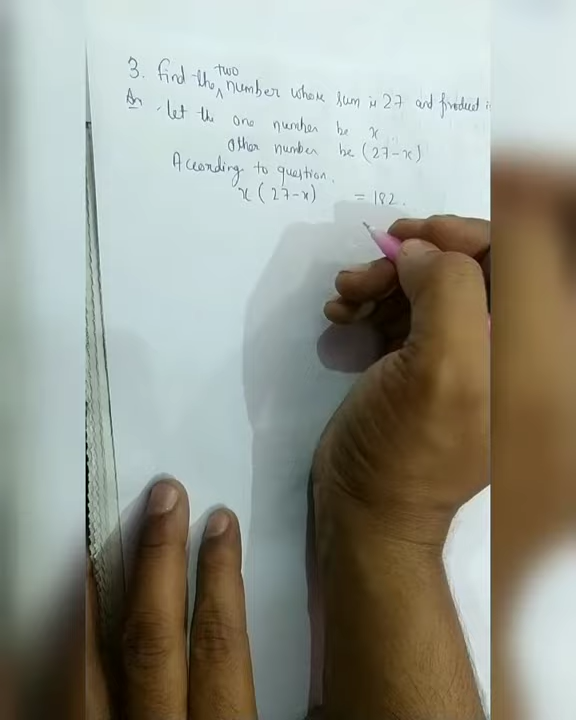 3. Find the two number whose sum is 27 and product i
An . let the one number be x
other number be (27-x)
According to question.
x (27-x) = 182.